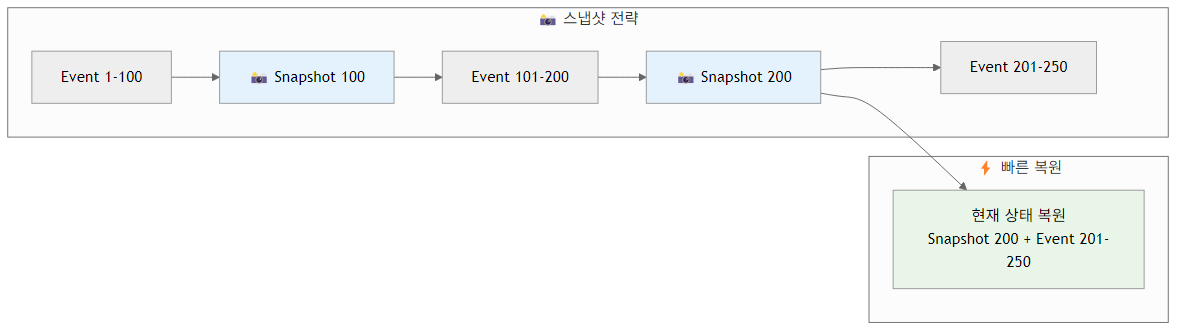 📸 스냅샷 전략
Event 1-100
📸 Snapshot 100
Event 101-200
📸 Snapshot 200
Event 201-250
⚡ 빠른 복원
현재 상태 복원
Snapshot 200 + Event 201-
250